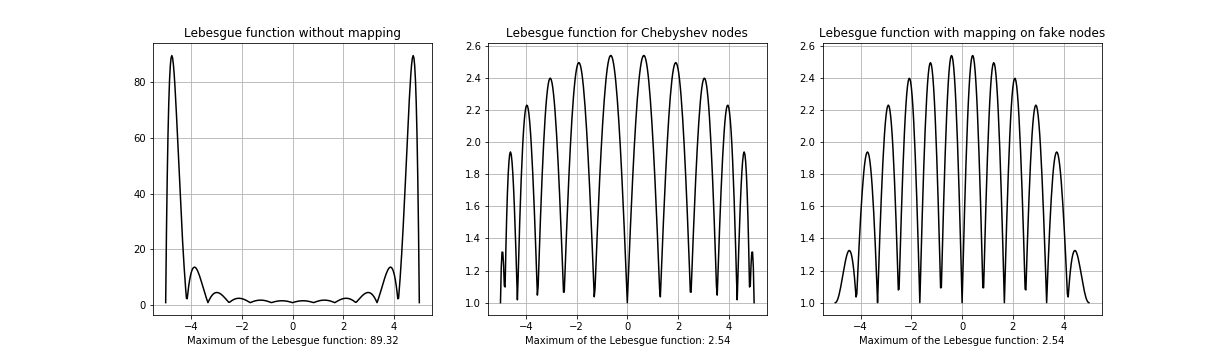 Lebesgue function without mapping
80
60
40
20
0
−4 −2 0 2 4
Maximum of the Lebesgue function: 89.32
Lebesgue function for Chebyshev nodes
2.6
2.4
2.2
2.0
1.8
1.6
1.4
1.2
1.0
−4 −2 0 2 4
Maximum of the Lebesgue function: 2.54
Lebesgue function with mapping on fake nodes
2.6
2.4
2.2
2.0
1.8
1.6
1.4
1.2
1.0
−4 −2 0 2 4
Maximum of the Lebesgue function: 2.54